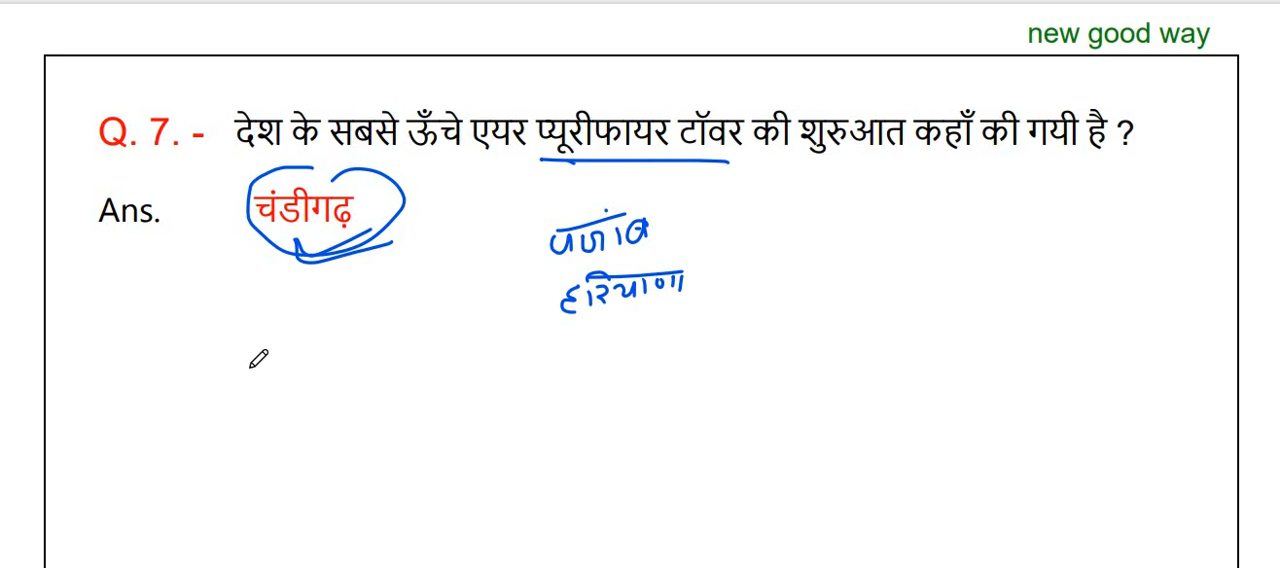 new good way
Q. 7. - देश के सबसे ऊँचे एयर प्यूरीफायर टॉवर की शुरुआत कहाँ की गयी है ?
Ans. चंडीगढ़
पंजाब
हरियाणा